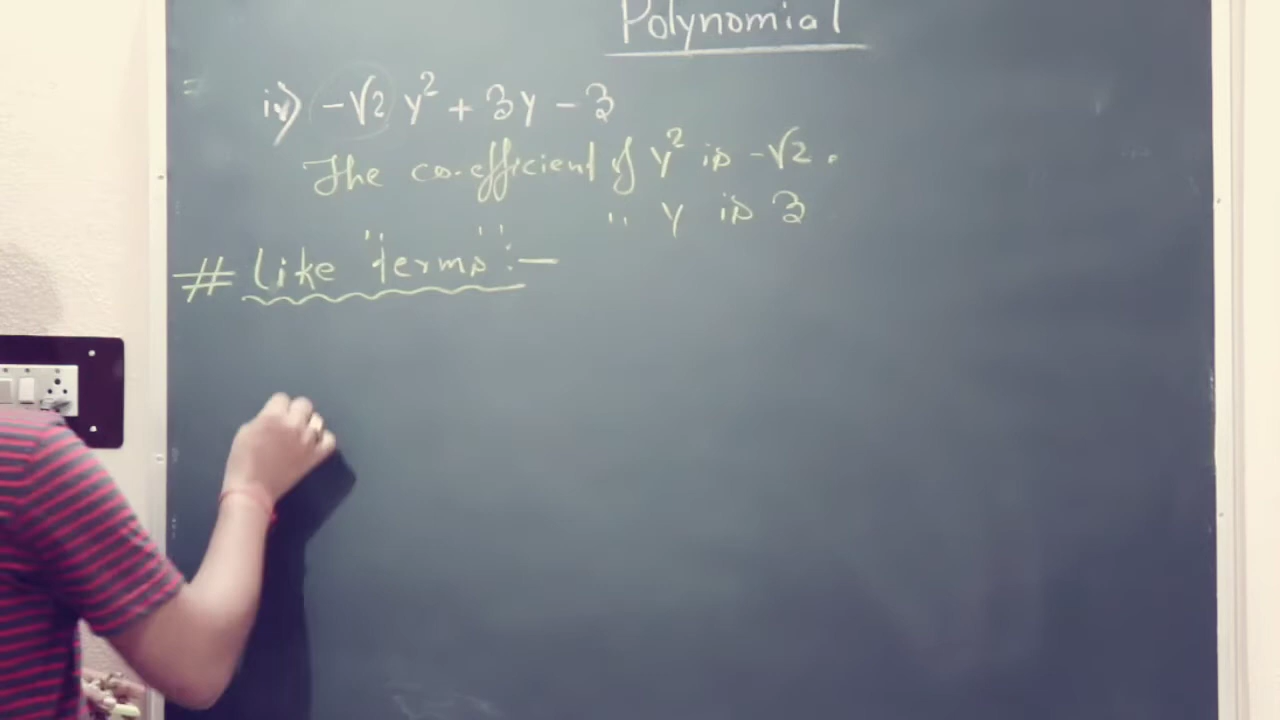 Polynomial
iv) -√2 y² + 3y - 3
The co-efficient of y² is -√2.
" y is 3
# Like "terms" :-